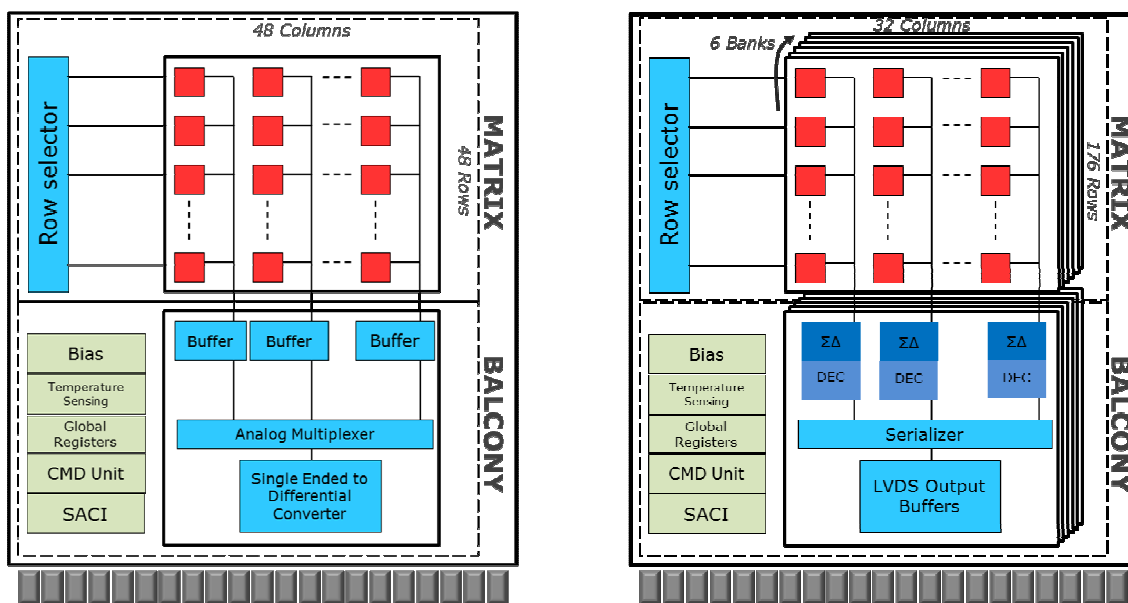 48 Columns
Row selector
48 Rows
MATRIX
Buffer
Buffer
Buffer
Bias
Temperature
Sensing
Global
Registers
CMD Unit
SACI
Analog Multiplexer
Single Ended to
Differential
Converter
BALCONY
32 Columns
6 Banks
Row selector
176 Rows
MATRIX
ΣΔ
ΣΔ
ΣΔ
DEC
DEC
DEC
Bias
Temperature
Sensing
Global
Registers
CMD Unit
SACI
Serializer
LVDS Output
Buffers
BALCONY